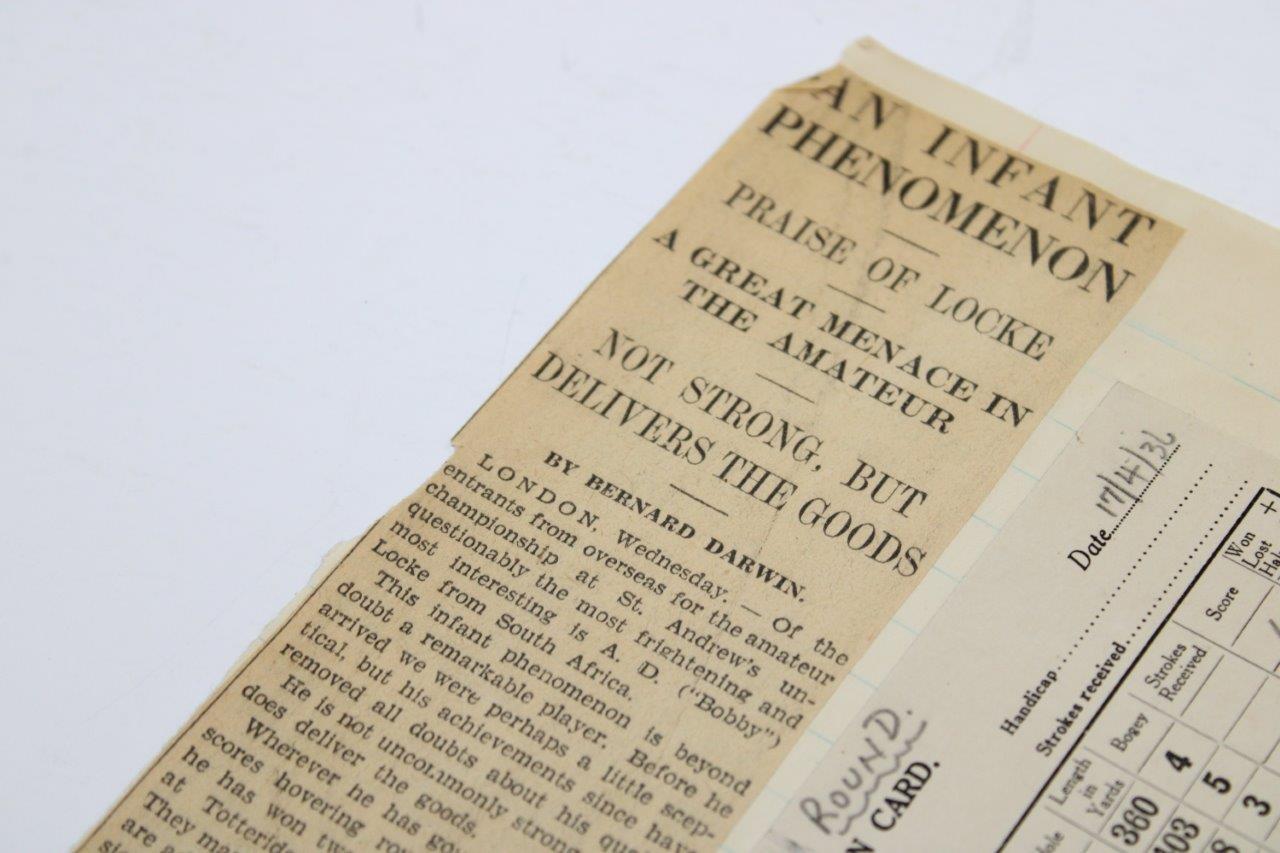 AN INFANT
PHENOMENON
PRAISE OF LOCKE
A GREAT MENACE IN
THE AMATEUR
NOT STRONG, BUT
DELIVERS THE GOODS
BY BERNARD DARWIN.
LONDON, Wednesday. — Of the
entrants from overseas for the amateur
championship at St. Andrew's un-
questionably the most frightening and
most interesting is A. D. ("Bobby")
Locke from South Africa.
This infant phenomenon is beyond
doubt a remarkable player. Before he
arrived we were perhaps a little scep-
tical, but his achievements since have
removed all doubts about his
He is not uncommonly strong
does deliver the goods.
Wherever he has
scores hovering
he has won
at
They
are
Date 17/4/36
Handicap
Strokes received
ROUND.
CARD.
Length
in
Yards
Bogey
Strokes
Received
Score
Won +
Lost
360 4
5
3